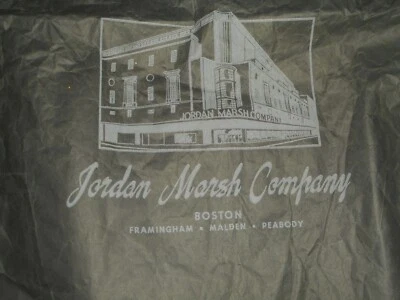 JORDAN MARSH COMPANY
Jordan Marsh Company
BOSTON
FRAMINGHAM • MALDEN • PEABODY